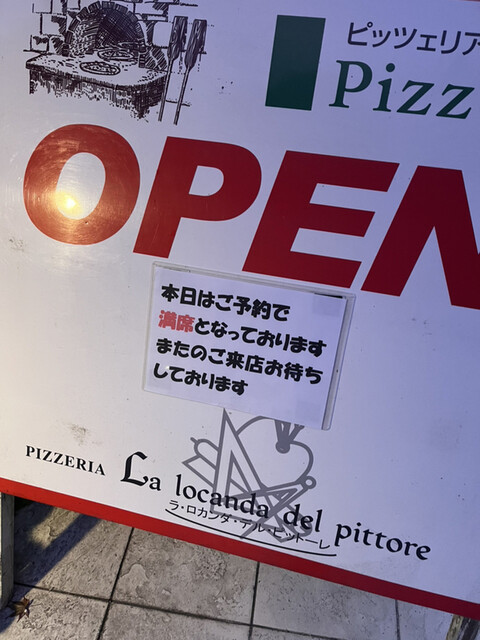 ピッツェリア
Pizz
OPEN
本日はご予約で
満席となっております
またのご来店お待ち
しております
PIZZERIA La locanda del pittore
ラ・ロカンダ・デル・ピットーレ